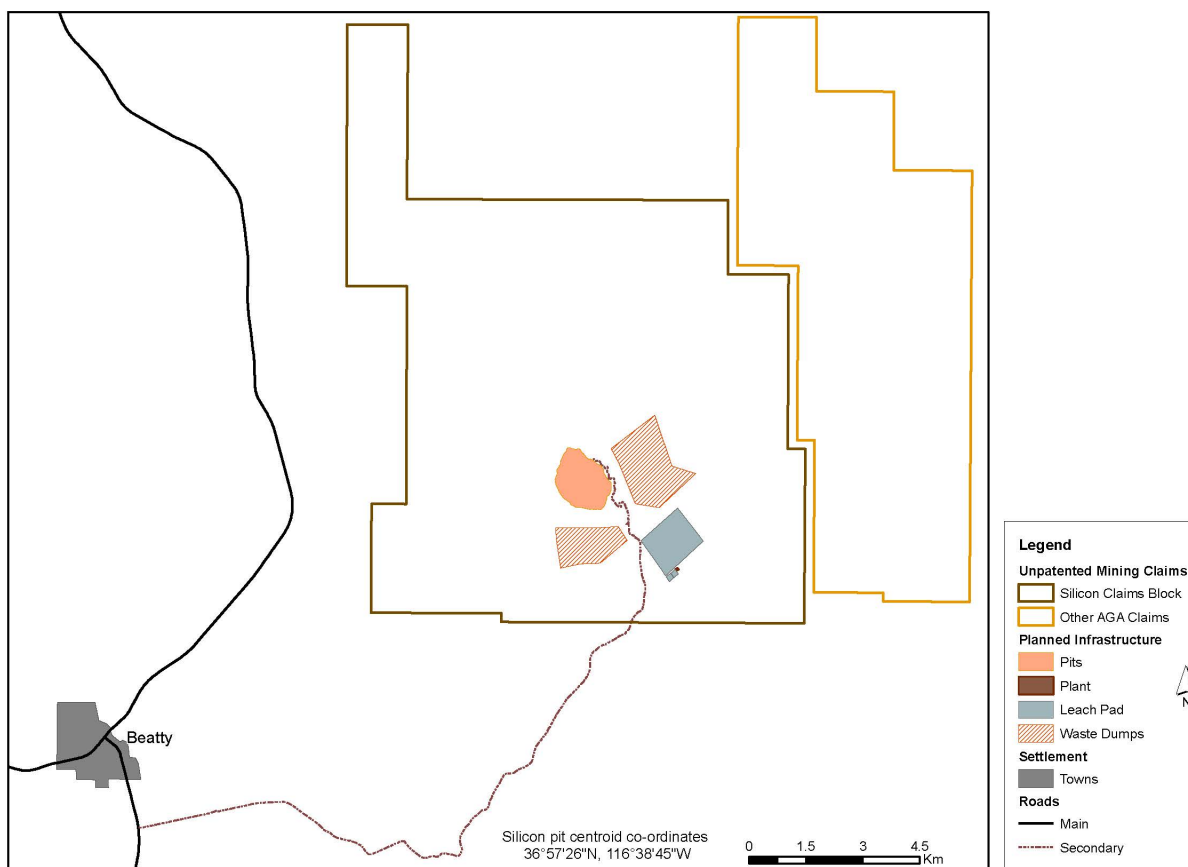 Beatty
Silicon pit centroid co-ordinates
36°57'26"N, 116°38'45"W
0 1.5 3 4.5
Km
Legend
Unpatented Mining Claims
Silicon Claims Block
Other AGA Claims
Planned Infrastructure
Pits
Plant
Leach Pad
Waste Dumps
Settlement
Towns
Roads
Main
Secondary
N